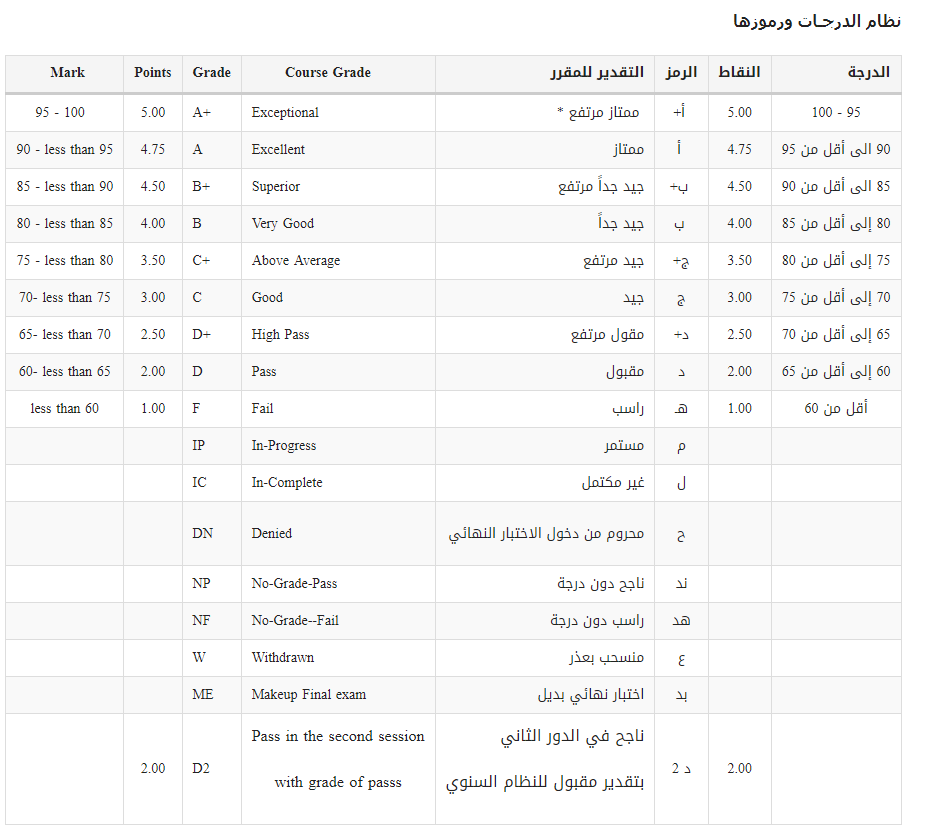 نظام الدرجـات ورموزها
Mark Points Grade Course Grade التقدير للمقرر الرمز النقاط الدرجة
95 - 100 5.00 A+ Exceptional ممتاز مرتفع * أ+ 5.00 95 - 100
90 - less than 95 4.75 A Excellent ممتاز أ 4.75 90 الى أقل من 95
85 - less than 90 4.50 B+ Superior جيد جداً مرتفع ب+ 4.50 85 الى أقل من 90
80 - less than 85 4.00 B Very Good جيد جداً ب 4.00 80 إلى أقل من 85
75 - less than 80 3.50 C+ Above Average جيد مرتفع ج+ 3.50 75 إلى أقل من 80
70- less than 75 3.00 C Good جيد ج 3.00 70 إلى أقل من 75
65- less than 70 2.50 D+ High Pass مقول مرتفع د+ 2.50 65 إلى أقل من 70
60- less than 65 2.00 D Pass مقبول د 2.00 60 إلى أقل من 65
less than 60 1.00 F Fail راسب هـ 1.00 أقل من 60
IP In-Progress مستمر م
IC In-Complete غير مكتمل ل
DN Denied محروم من دخول الاختبار النهائي ح
NP No-Grade-Pass ناجح دون درجة ند
NF No-Grade--Fail راسب دون درجة هد
W Withdrawn منسحب بعذر ع
ME Makeup Final exam اختبار نهائي بديل بد
Pass in the second session ناجح في الدور الثاني
2.00 D2 د 2 2.00
with grade of passs بتقدير مقبول للنظام السنوي